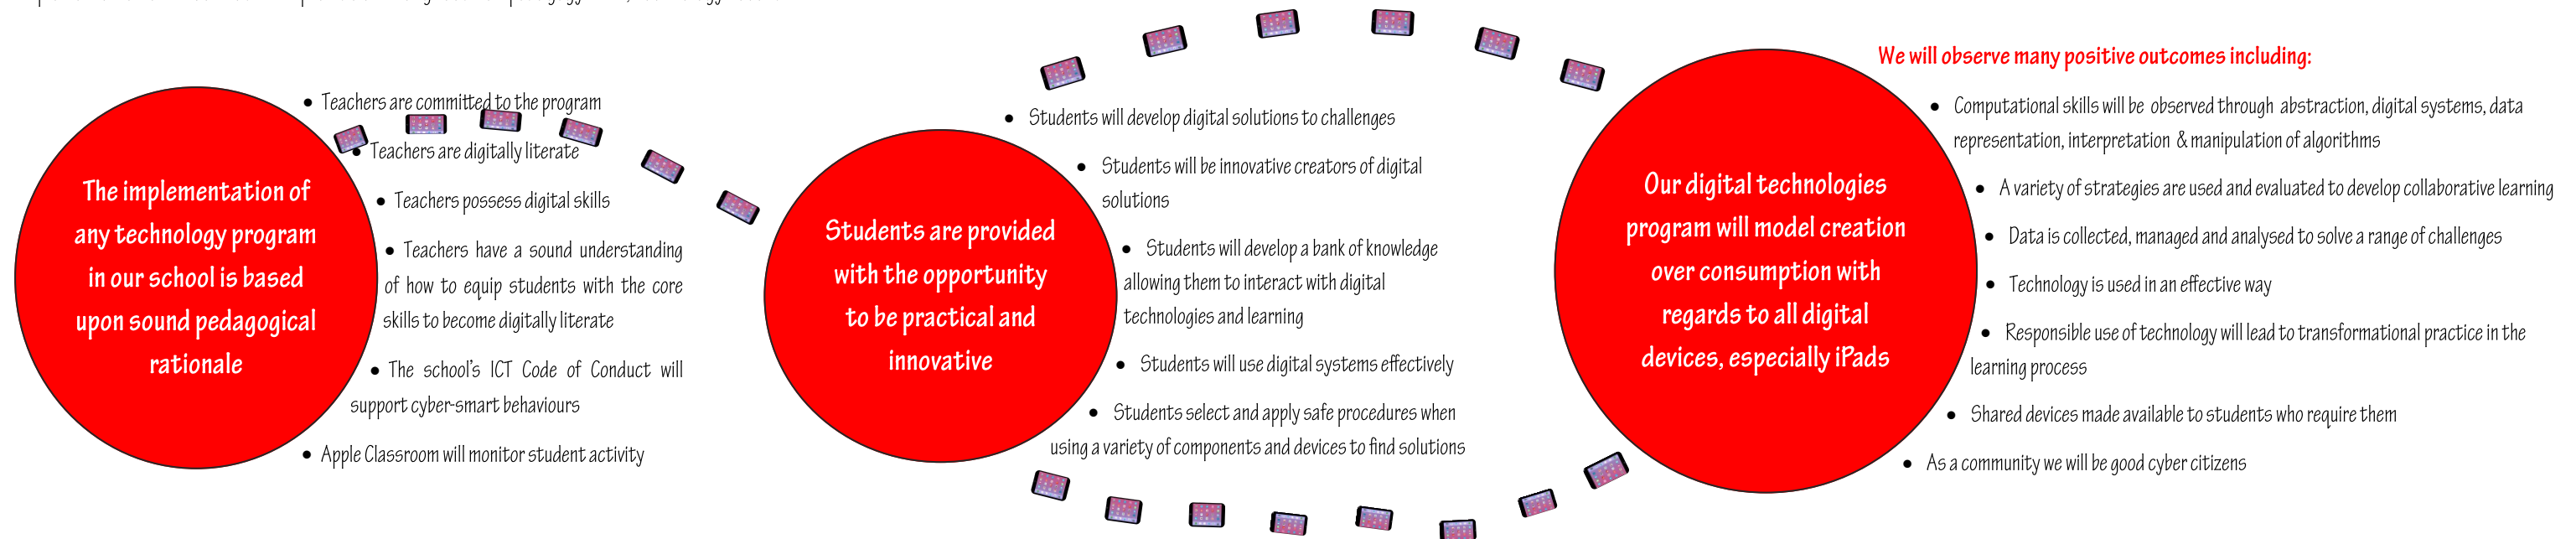 The implementation of
any technology program
in our school is based
upon sound pedagogical
rationale
• Teachers are committed to the program
• Teachers are digitally literate
• Teachers possess digital skills
• Teachers have a sound understanding
of how to equip students with the core
skills to become digitally literate
• The school's ICT Code of Conduct will
support cyber-smart behaviours
• Apple Classroom will monitor student activity
Students are provided
with the opportunity
to be practical and
innovative
• Students will develop digital solutions to challenges
• Students will be innovative creators of digital
solutions
• Students will develop a bank of knowledge
allowing them to interact with digital
technologies and learning
• Students will use digital systems effectively
• Students select and apply safe procedures when
using a variety of components and devices to find solutions
Our digital technologies
program will model creation
over consumption with
regards to all digital
devices, especially iPads
We will observe many positive outcomes including:
• Computational skills will be observed through abstraction, digital systems, data
representation, interpretation & manipulation of algorithms
• A variety of strategies are used and evaluated to develop collaborative learning
• Data is collected, managed and analysed to solve a range of challenges
• Technology is used in an effective way
• Responsible use of technology will lead to transformational practice in the
learning process
• Shared devices made available to students who require them
• As a community we will be good cyber citizens